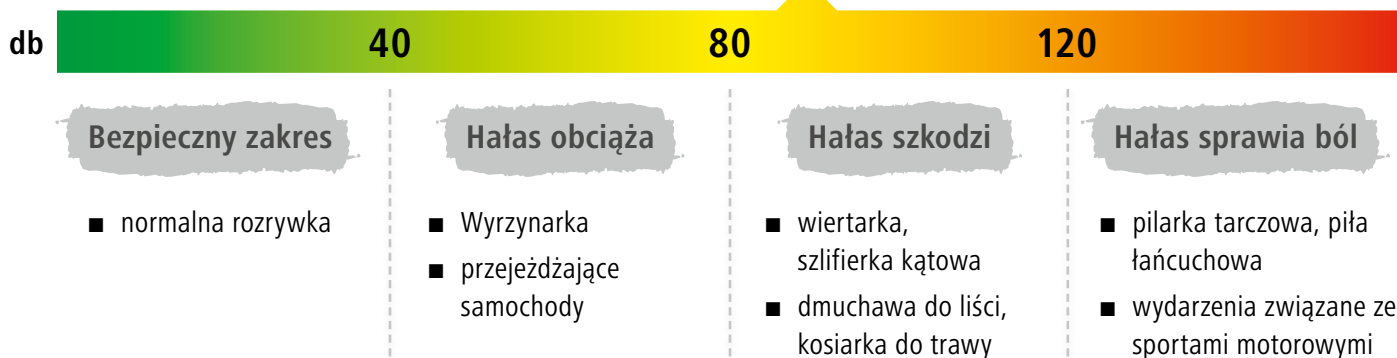 db 40 80 120
Bezpieczny zakres
■ normalna rozrywka
Hałas obciąża
■ Wyrzynarka
■ przejeżdżające
samochody
Hałas szkodzi
■ wiertarka,
szlifierka kątowa
■ dmuchawa do liści,
kosiarka do trawy
Hałas sprawia ból
■ pilarka tarczowa, piła
łańcuchowa
■ wydarzenia związane ze
sportami motorowymi